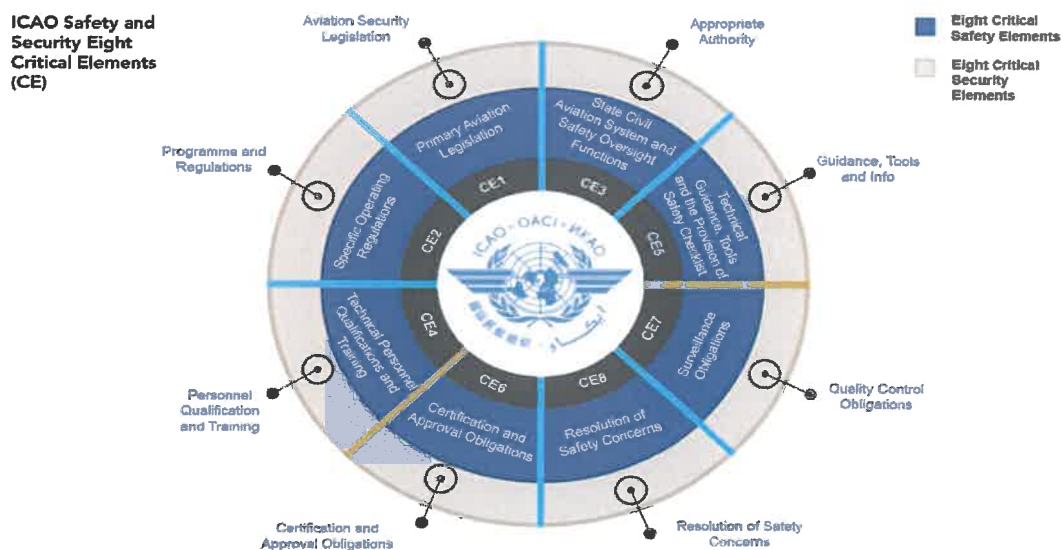 ICAO Safety and
Security Eight
Critical Elements
(CE)
Aviation Security
Legislation
Appropriate
Authority
Eight Critical
Safety Elements
Eight Critical
Security
Elements
Programme and
Regulations
Guidance, Tools
and Info
Primary Aviation
Legislation
State Civil
Aviation System and
Safety Oversight
Functions
Specific Operating
Regulations
Technical
Guidance, Tools
and the Provision of
Safety Checklist
CE1
CE3
CE2
CE5
ICAO · OACI · ИКАО
CE4
CE7
CE6
CE8
Technical Personnel
Qualifications and
Training
Surveillance
Obligations
Certification and
Approval Obligations
Resolution of
Safety Concerns
Personnel
Qualification
and Training
Quality Control
Obligations
Certification and
Approval Obligations
Resolution of Safety
Concerns